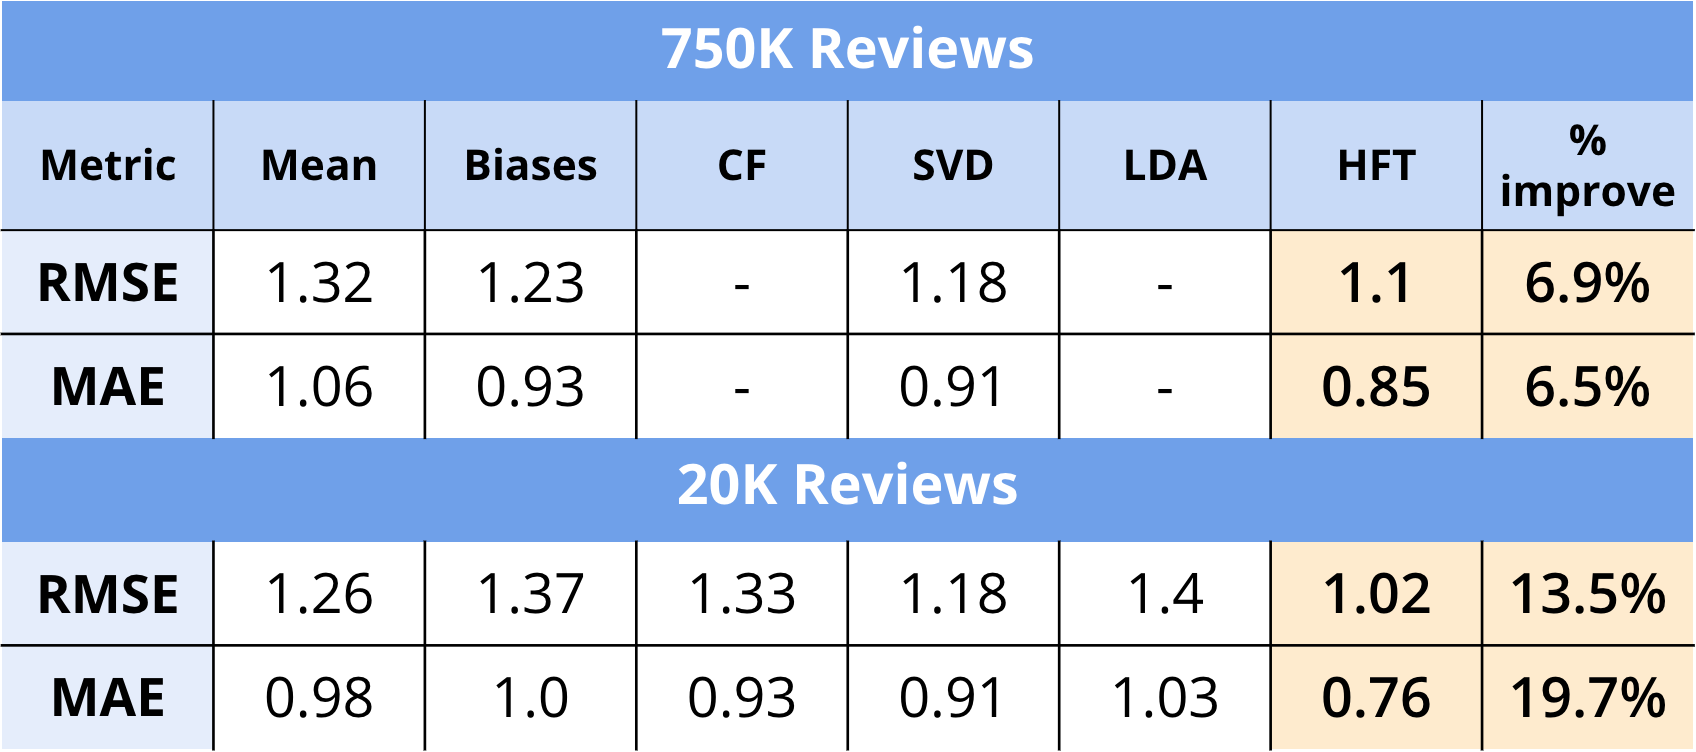 750K Reviews
Metric Mean Biases CF SVD LDA HFT % improve
RMSE 1.32 1.23 - 1.18 - 1.1 6.9%
MAE 1.06 0.93 - 0.91 - 0.85 6.5%
20K Reviews
RMSE 1.26 1.37 1.33 1.18 1.4 1.02 13.5%
MAE 0.98 1.0 0.93 0.91 1.03 0.76 19.7%